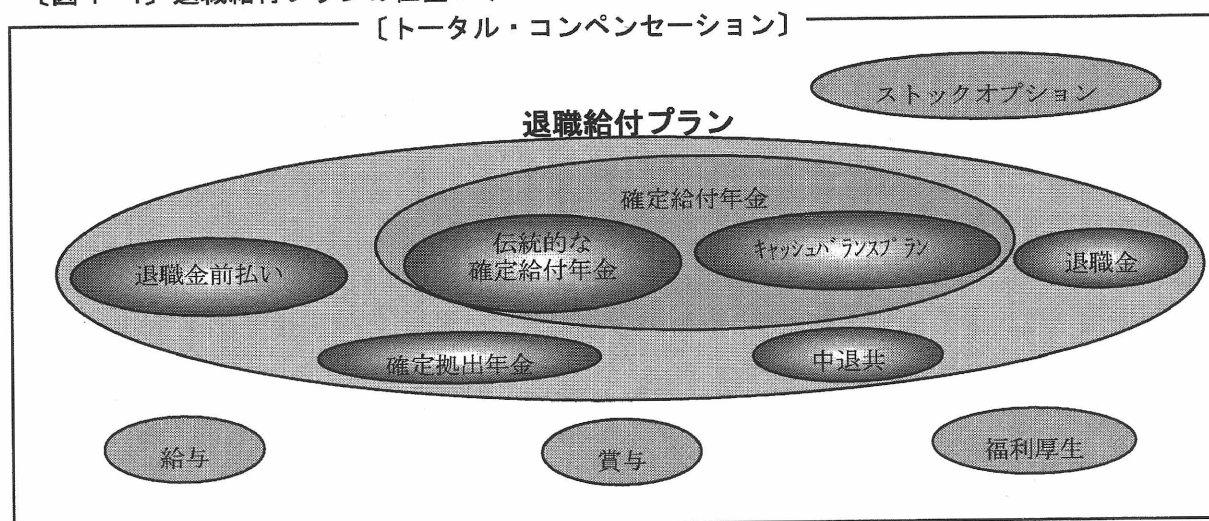 〔トータル・コンペンセーション〕
ストックオプション
退職給付プラン
確定給付年金
伝統的な
確定給付年金
キャッシュバランスプラン
退職金前払い
退職金
確定拠出年金
中退共
給与
賞与
福利厚生